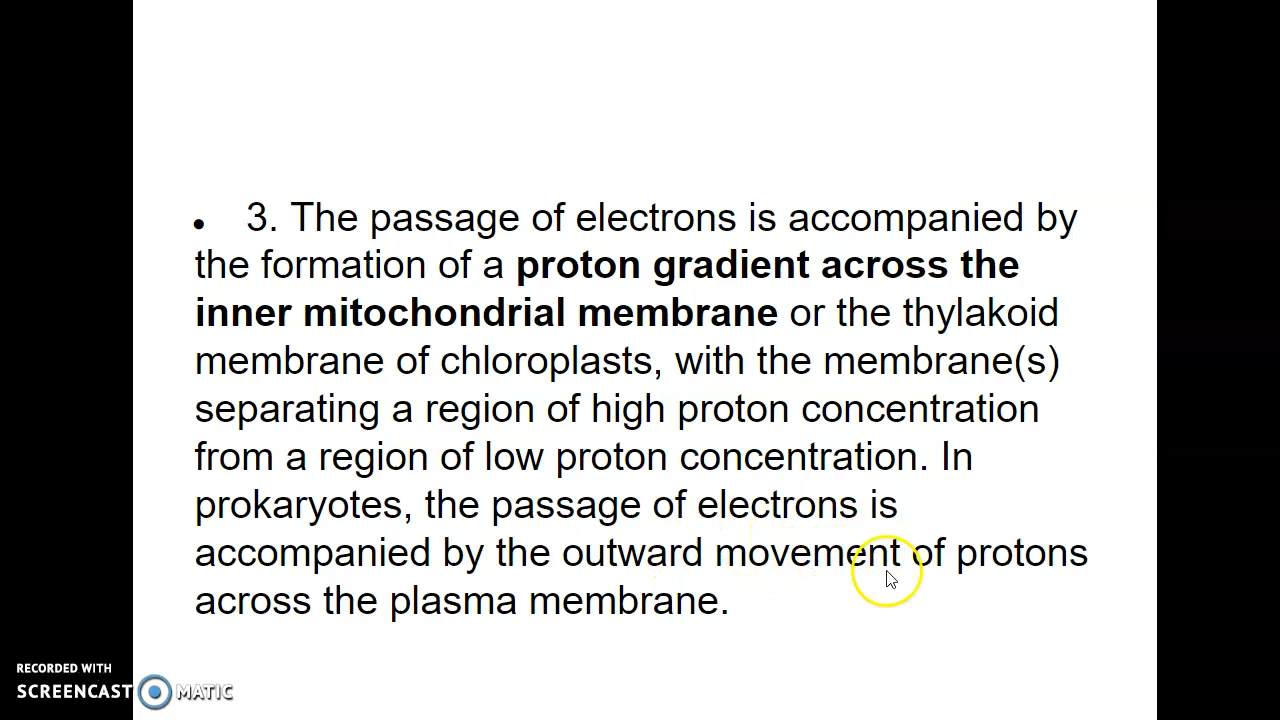 • 3. The passage of electrons is accompanied by
the formation of a proton gradient across the
inner mitochondrial membrane or the thylakoid
membrane of chloroplasts, with the membrane(s)
separating a region of high proton concentration
from a region of low proton concentration. In
prokaryotes, the passage of electrons is
accompanied by the outward movement of protons
across the plasma membrane.
RECORDED WITH
SCREENCAST MATIC